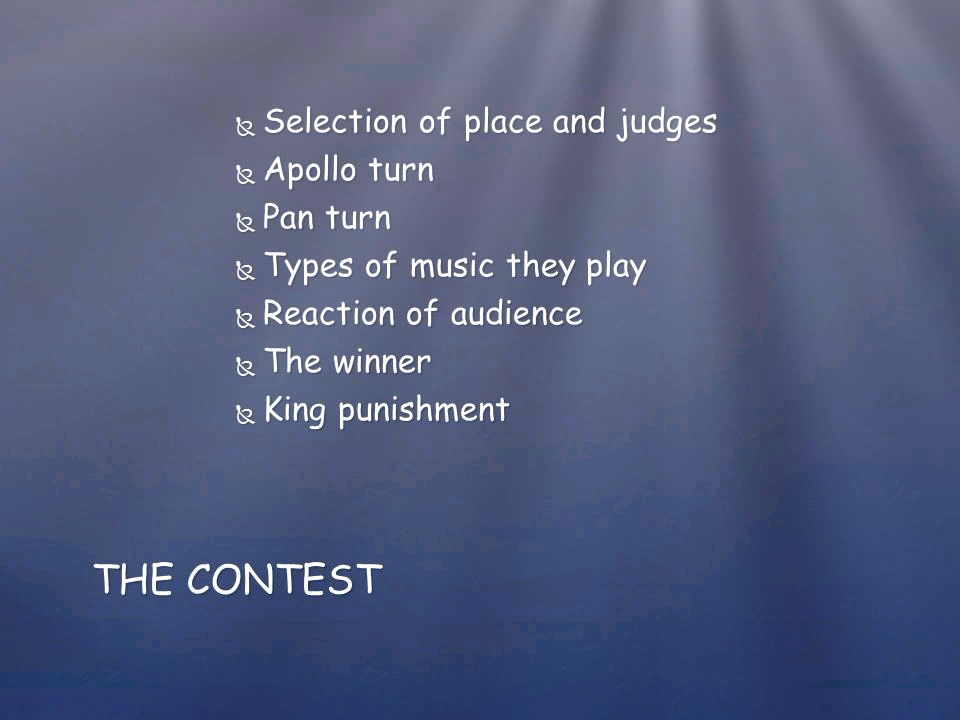 Selection of place and judges
Apollo turn
Pan turn
Types of music they play
Reaction of audience
The winner
King punishment
THE CONTEST